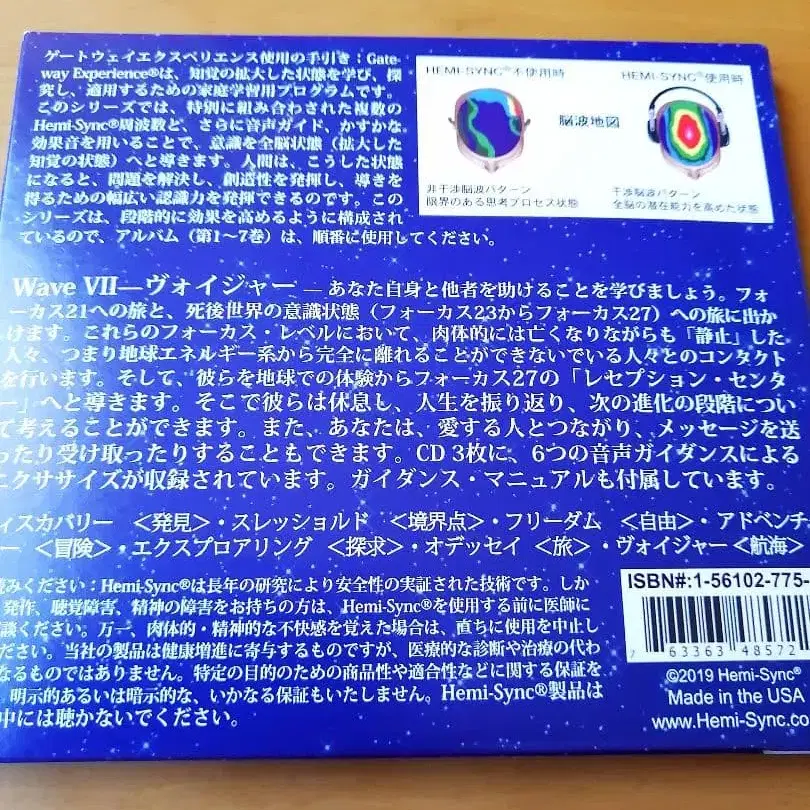 ゲートウェイエクスペリエンス使用の手引き：Gate-
way Experience®は、知覚の拡大した状態を学び、探
究し、適用するための家庭学習用プログラムです。
このシリーズでは、特別に組み合わされた複数の
Hemi-Sync®周波数と、さらに音声ガイド、かすかな
効果音を用いることで、意識を全脳状態（拡大した
知覚の状態）へと導きます。人間は、こうした状態
になると、問題を解決し、創造性を発揮し、導きを
得るための幅広い認識力を発揮できるのです。この
シリーズは、段階的に効果を高めるように構成され
ているので、アルバム（第1～7巻）は、順番に使用してください。
HEMI-SYNC®不使用時
HEMI-SYNC®使用時
脳波地図
非干渉脳波パターン
限界のある思考プロセス状態
干渉脳波パターン
全脳の潜在能力を高めた状態
Wave VII—ヴォイジャー — あなた自身と他者を助けることを学びましょう。フォ
ーカス21への旅と、死後世界の意識状態（フォーカス23からフォーカス27）への旅に出か
けます。これらのフォーカス・レベルにおいて、肉体的には亡くなりながらも「静止」した
人々、つまり地球エネルギー系から完全に離れることができないでいる人々とのコンタクト
を行います。そして、彼らを地球での体験からフォーカス27の「レセプション・センタ
ー」へと導きます。そこで彼らは休息し、人生を振り返り、次の進化の段階につい
て考えることができます。また、あなたは、愛する人とつながり、メッセージを送
ったり受け取ったりすることもできます。CD 3枚に、6つの音声ガイダンスによる
エクササイズが収録されています。ガイダンス・マニュアルも付属しています。
ィスカバリー ＜発見＞・スレッショルド ＜境界点＞・フリーダム ＜自由＞・アドベンチ
ー ＜冒険＞・エクスプロアリング ＜探求＞・オデッセイ ＜旅＞・ヴォイジャー＜航海＞
読みください：Hemi-Sync®は長年の研究により安全性の実証された技術です。しか
発作、聴覚障害、精神の障害をお持ちの方は、Hemi-Sync®を使用する前に医師に
談ください。万一、肉体的・精神的な不快感を覚えた場合は、直ちに使用を中止し
ださい。当社の製品は健康増進に寄与するものですが、医療的な診断や治療の代わ
なるものではありません。特定の目的のための商品性や適合性などに関する保証を
明示的あるいは暗示的な、いかなる保証もいたしません。Hemi-Sync®製品は
中には聴かないでください。
ISBN#:1-56102-775-
7 63363 48572
©2019 Hemi-Sync®
Made in the USA
www.Hemi-Sync.co